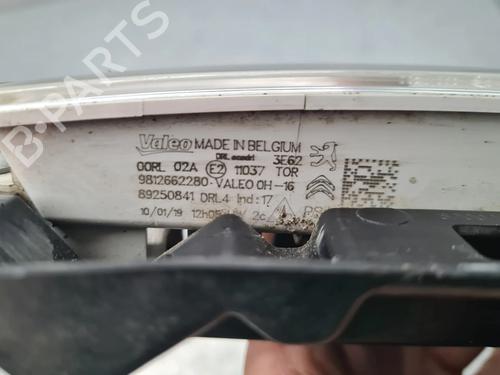 Valeo MADE IN BELGIUM
DRL
3E62
00RL 02A E2 11037 TOR
9812662280-VALEO 0H-16
89250841 DRL4 Ind:17
10/01/19 2c
B-PARTS